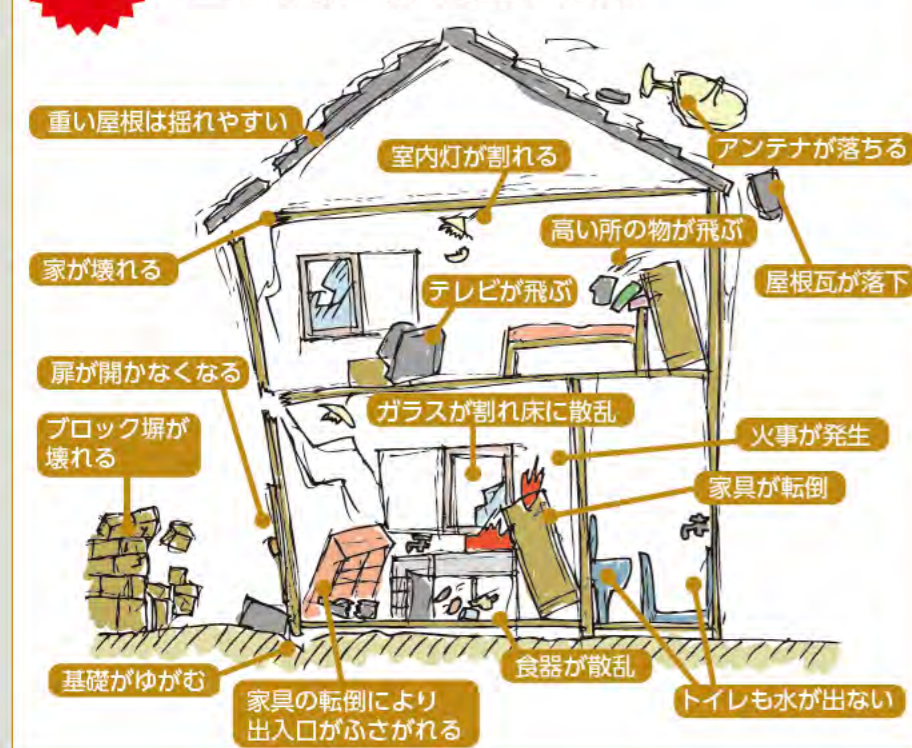 重い屋根は揺れやすい
室内灯が割れる
アンテナが落ちる
高い所の物が飛ぶ
家が壊れる
テレビが飛ぶ
屋根瓦が落下
扉が開かなくなる
ガラスが割れ床に散乱
ブロック塀が
壊れる
火事が発生
家具が転倒
基礎がゆがむ
食器が散乱
家具の転倒により
出入口がふさがれる
トイレも水が出ない